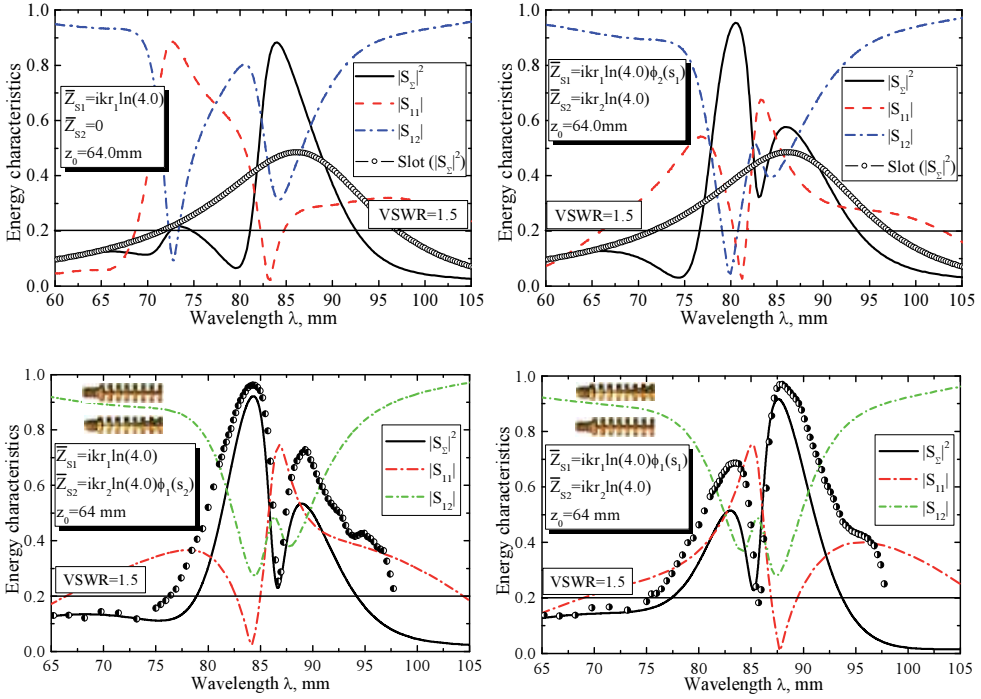 Energy characteristics
1.0
0.8
0.6
0.4
0.2
0.0
Z̅S1=ikr1ln(4.0)
Z̅S2=0
z0=64.0mm
|SΣ|²
|S11|
|S12|
Slot (|SΣ|²)
VSWR=1.5
60 65 70 75 80 85 90 95 100 105
Wavelength λ, mm
Energy characteristics
1.0
0.8
0.6
0.4
0.2
0.0
Z̅S1=ikr1ln(4.0)ϕ2(s1)
Z̅S2=ikr2ln(4.0)
z0=64.0mm
|SΣ|²
|S11|
|S12|
Slot (|SΣ|²)
VSWR=1.5
60 65 70 75 80 85 90 95 100 105
Wavelength λ, mm
Energy characteristics
1.0
0.8
0.6
0.4
0.2
0.0
Z̅S1=ikr1ln(4.0)
Z̅S2=ikr2ln(4.0)ϕ1(s2)
z0=64 mm
|SΣ|²
|S11|
|S12|
VSWR=1.5
65 70 75 80 85 90 95 100 105
Wavelength λ, mm
Energy characteristics
1.0
0.8
0.6
0.4
0.2
0.0
Z̅S1=ikr1ln(4.0)ϕ1(s1)
Z̅S2=ikr2ln(4.0)
z0=64 mm
|SΣ|²
|S11|
|S12|
VSWR=1.5
65 70 75 80 85 90 95 100 105
Wavelength λ, mm